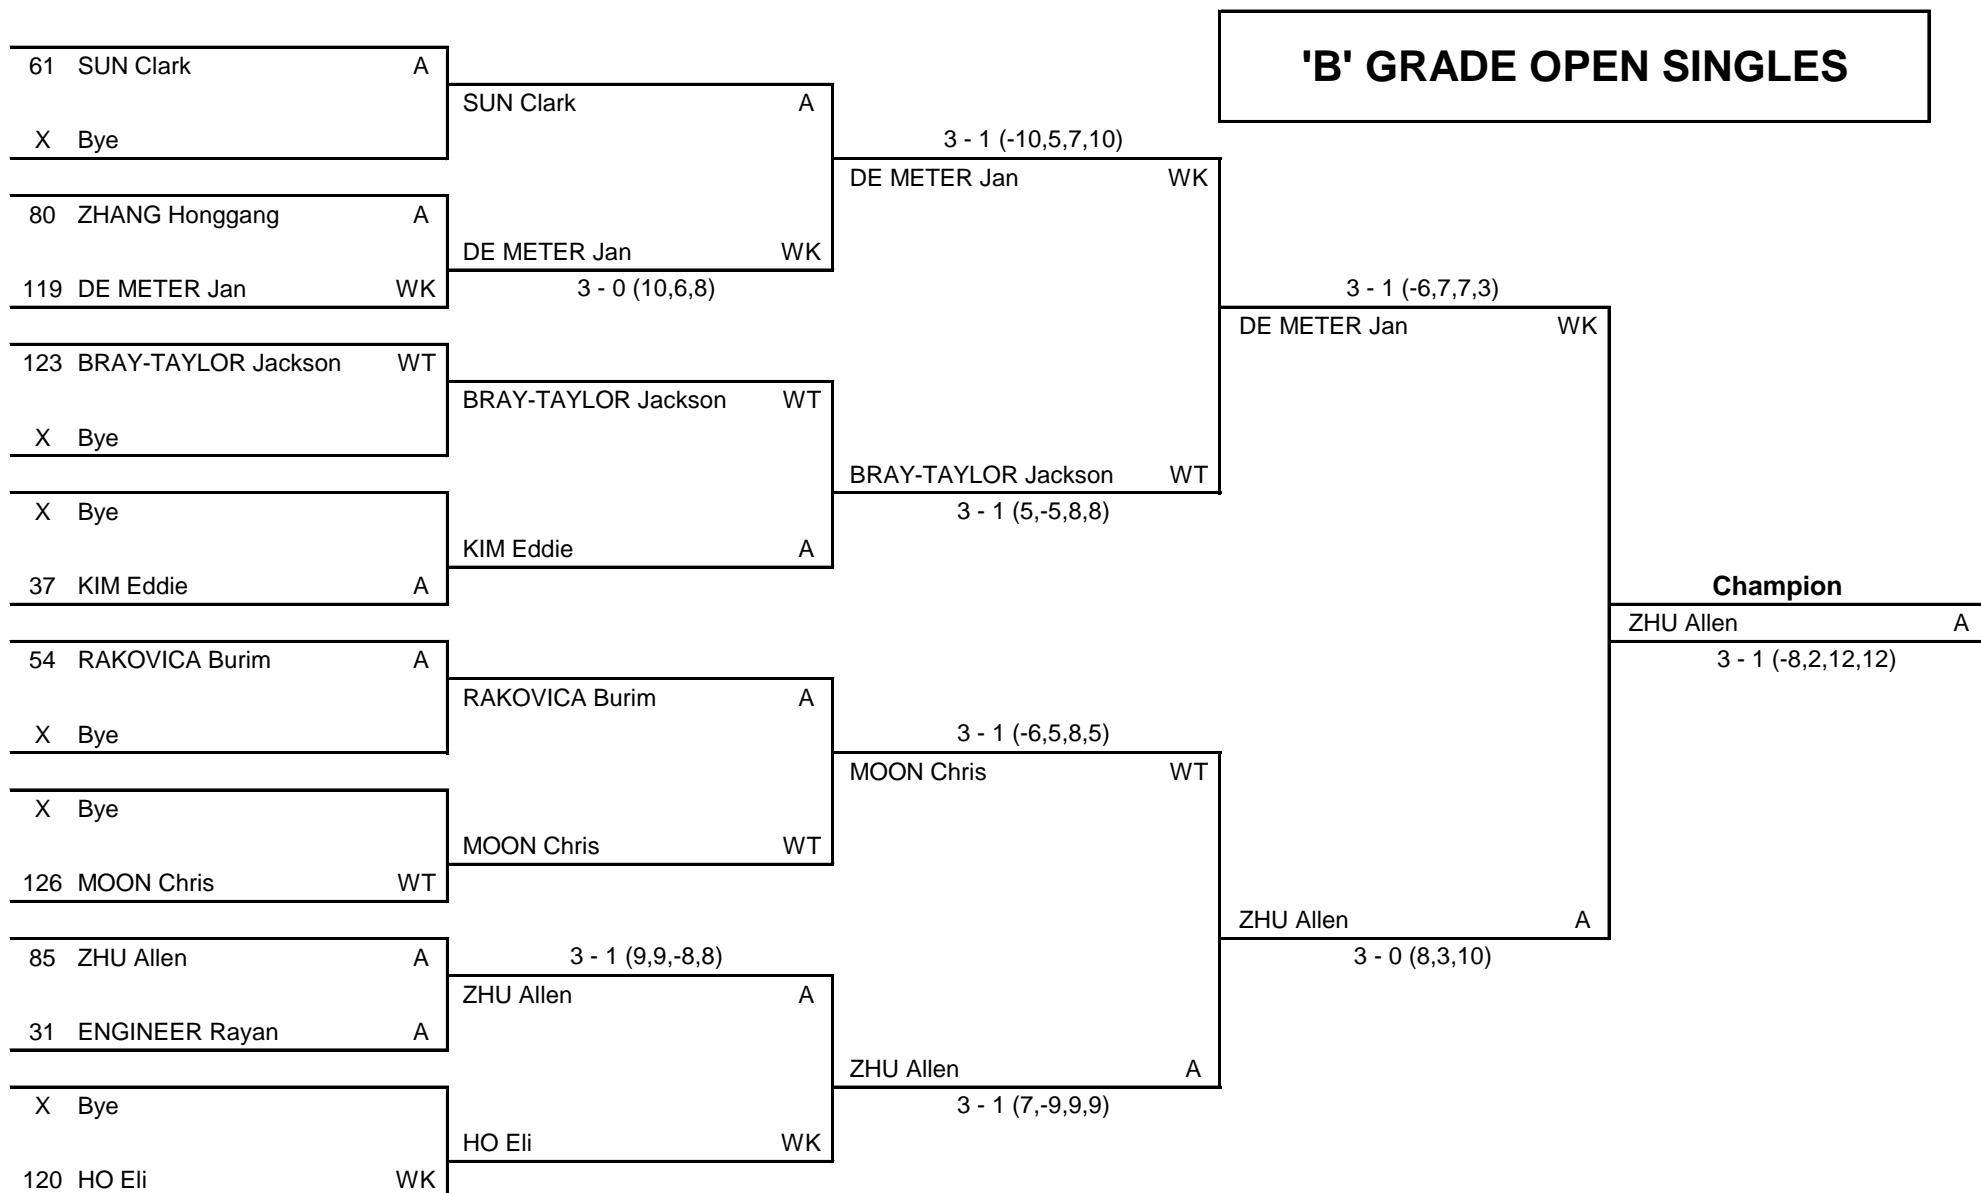 'B' GRADE OPEN SINGLES
61 SUN Clark A
SUN Clark A
X Bye
3 - 1 (-10,5,7,10)
DE METER Jan WK
80 ZHANG Honggang A
DE METER Jan WK
119 DE METER Jan WK
3 - 0 (10,6,8)
3 - 1 (-6,7,7,3)
DE METER Jan WK
123 BRAY-TAYLOR Jackson WT
BRAY-TAYLOR Jackson WT
X Bye
BRAY-TAYLOR Jackson WT
X Bye
3 - 1 (5,-5,8,8)
KIM Eddie A
37 KIM Eddie A
Champion
ZHU Allen A
54 RAKOVICA Burim A
3 - 1 (-8,2,12,12)
RAKOVICA Burim A
X Bye
3 - 1 (-6,5,8,5)
MOON Chris WT
X Bye
MOON Chris WT
126 MOON Chris WT
ZHU Allen A
85 ZHU Allen A
3 - 1 (9,9,-8,8)
3 - 0 (8,3,10)
ZHU Allen A
31 ENGINEER Rayan A
ZHU Allen A
X Bye
3 - 1 (7,-9,9,9)
HO Eli WK
120 HO Eli WK